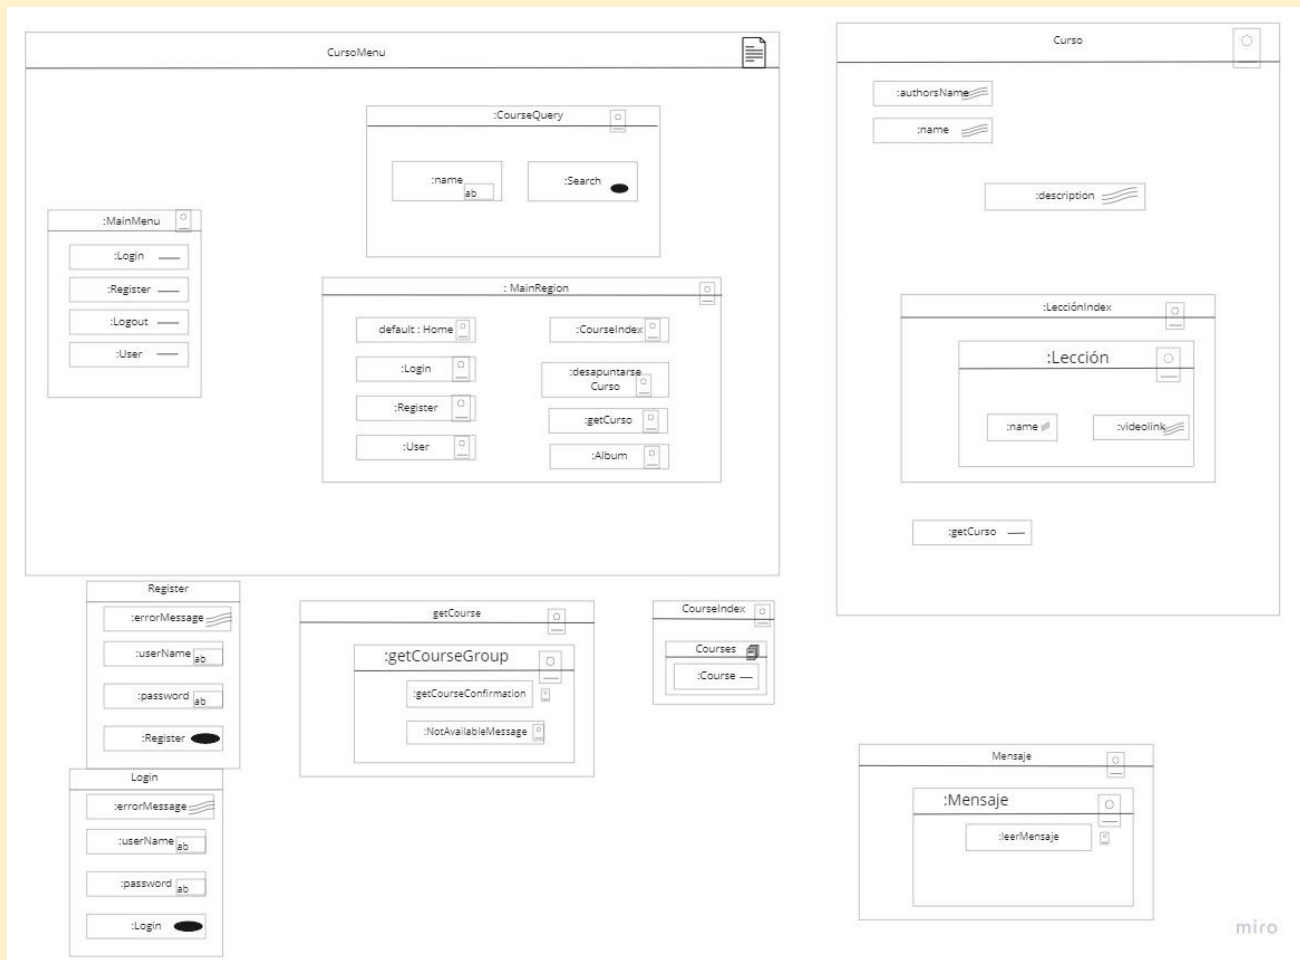 CursoMenu
:CourseQuery
:name
ab
:Search
:MainMenu
:Login
:Register
:Logout
:User
: MainRegion
default : Home
:CourseIndex
:Login
:desapuntarse
Curso
:Register
:getCurso
:User
:Album
Curso
:authorsName
:name
:description
:LecciónIndex
:Lección
:name
:videolink
:getCurso
Register
:errorMessage
:userName
ab
:password
ab
:Register
Login
:errorMessage
:userName
ab
:password
ab
:Login
getCourse
:getCourseGroup
:getCourseConfirmation
:NotAvailableMessage
CourseIndex
Courses
:Course
Mensaje
:Mensaje
:leerMensaje
miro